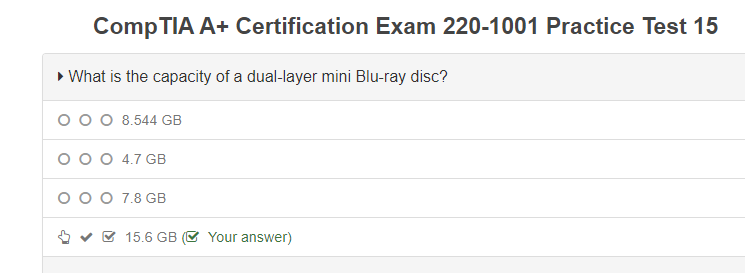 CompTIA A+ Certification Exam 220-1001 Practice Test 15
What is the capacity of a dual-layer mini Blu-ray disc?
8.544 GB
4.7 GB
7.8 GB
15.6 GB (☑ Your answer)